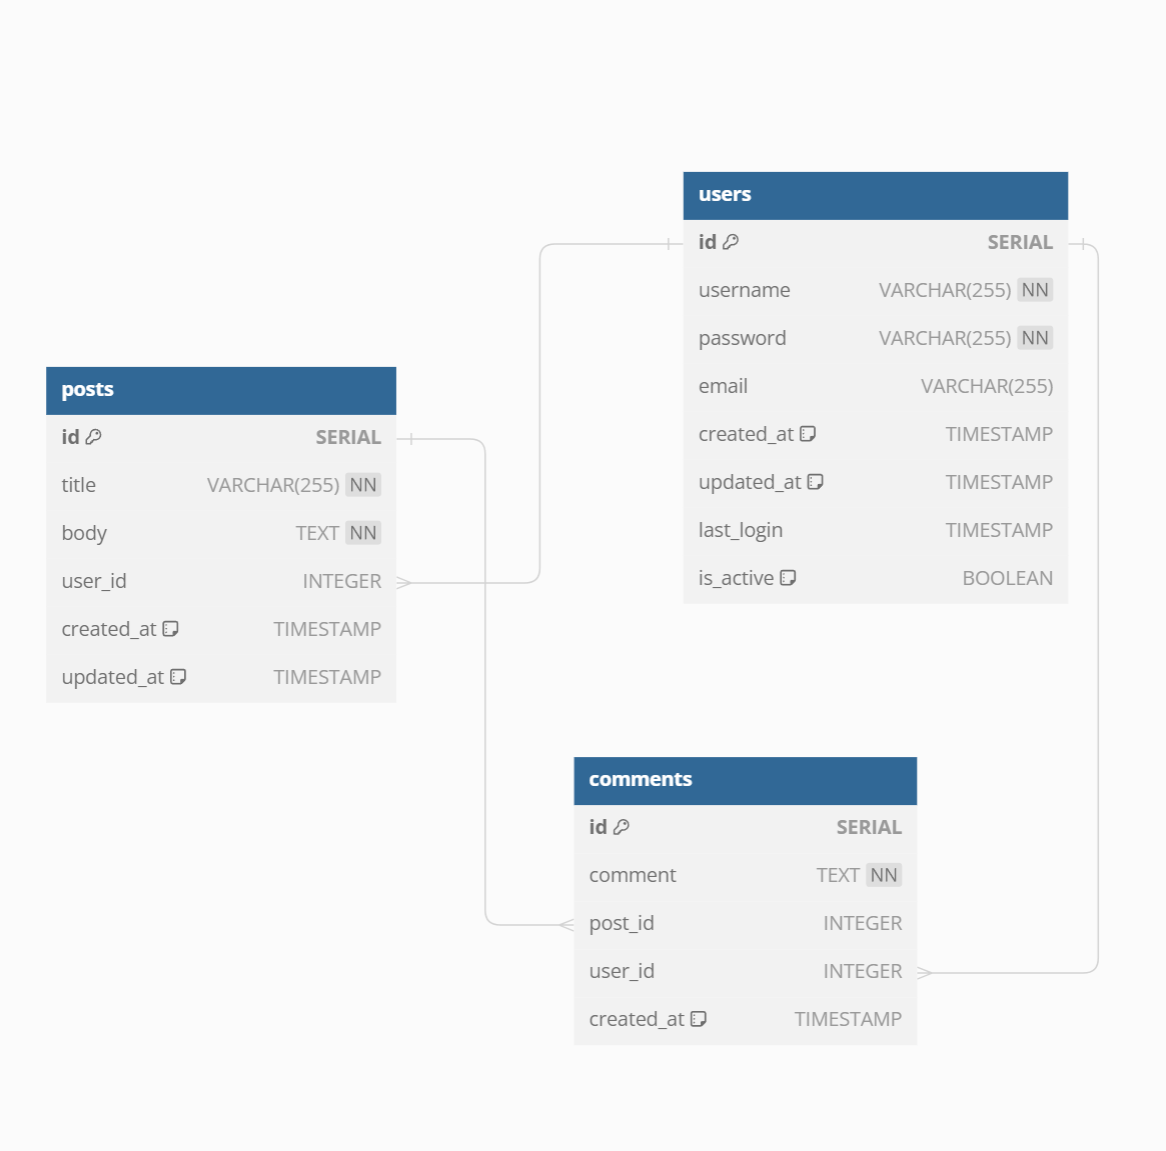 users
id SERIAL
username VARCHAR(255) NN
password VARCHAR(255) NN
email VARCHAR(255)
created_at TIMESTAMP
updated_at TIMESTAMP
last_login TIMESTAMP
is_active BOOLEAN
posts
id SERIAL
title VARCHAR(255) NN
body TEXT NN
user_id INTEGER
created_at TIMESTAMP
updated_at TIMESTAMP
comments
id SERIAL
comment TEXT NN
post_id INTEGER
user_id INTEGER
created_at TIMESTAMP